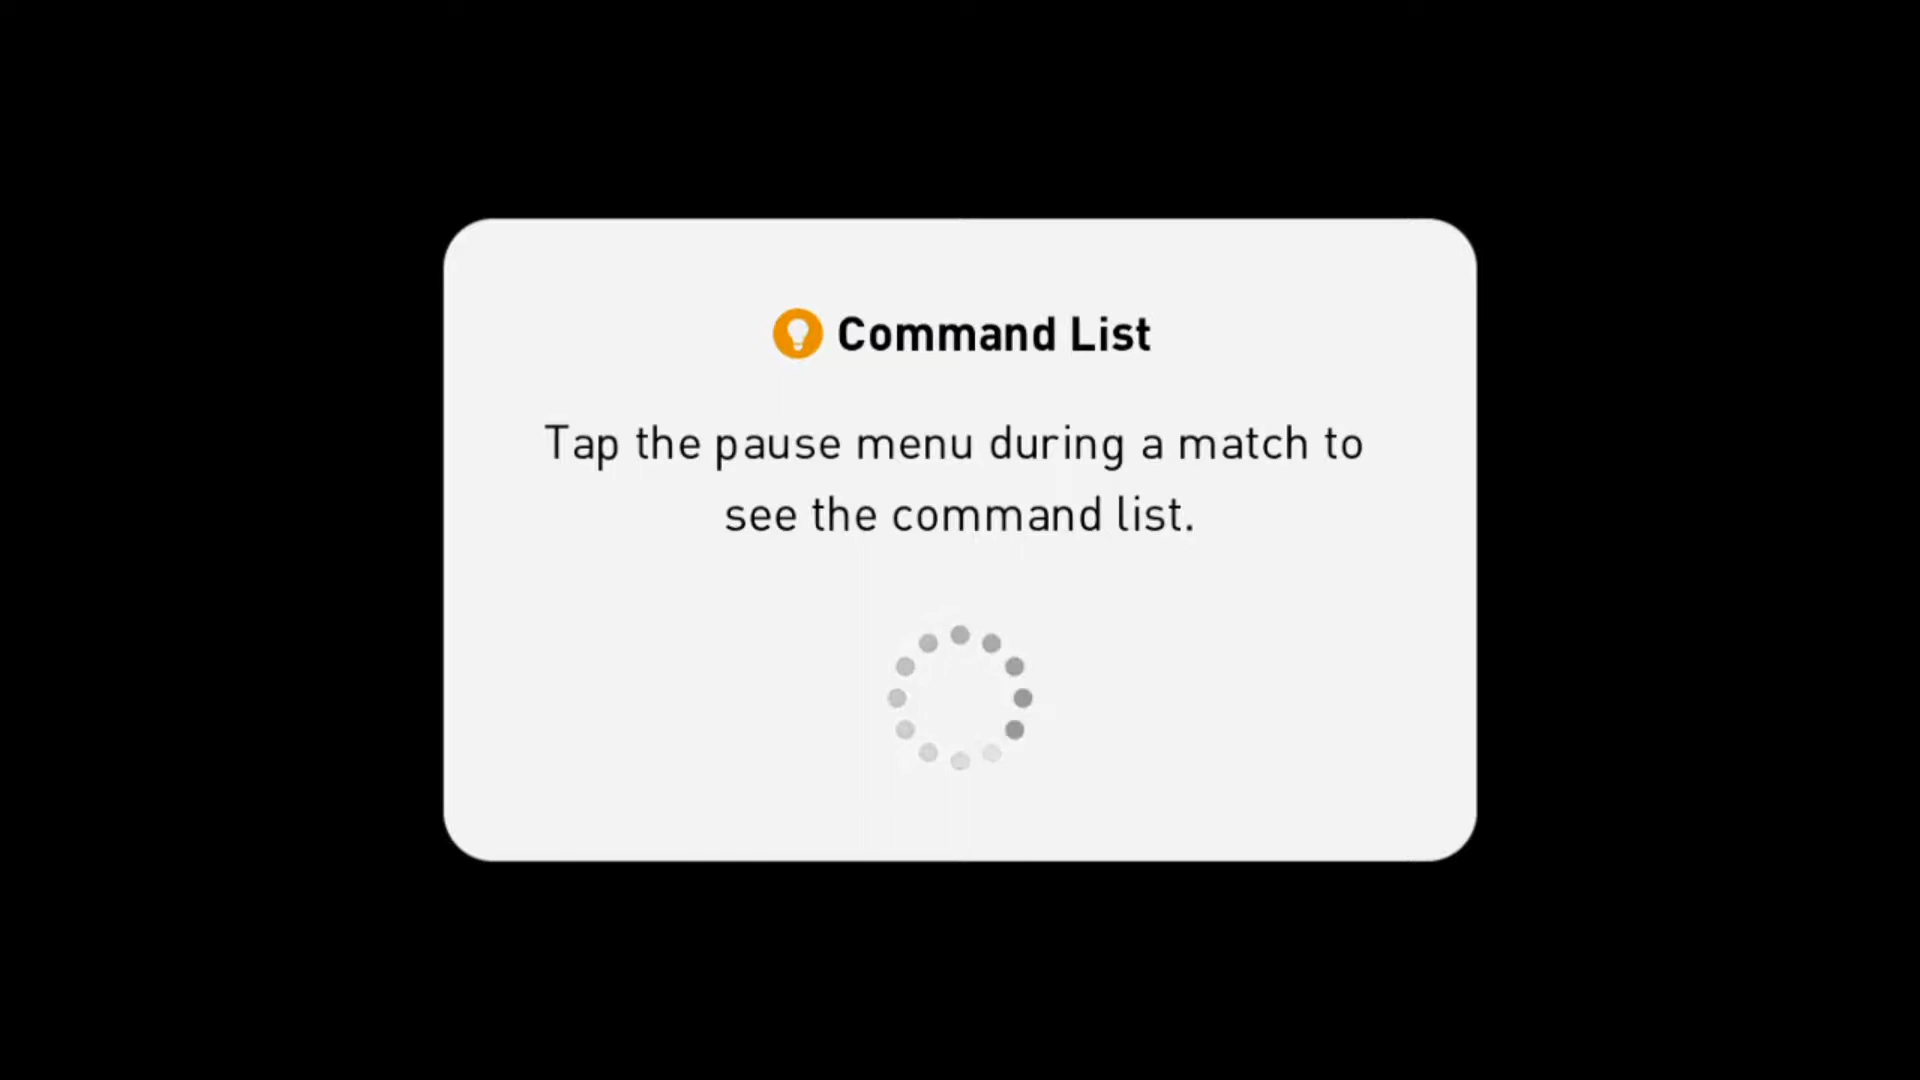 Command List
Tap the pause menu during a match to
see the command list.